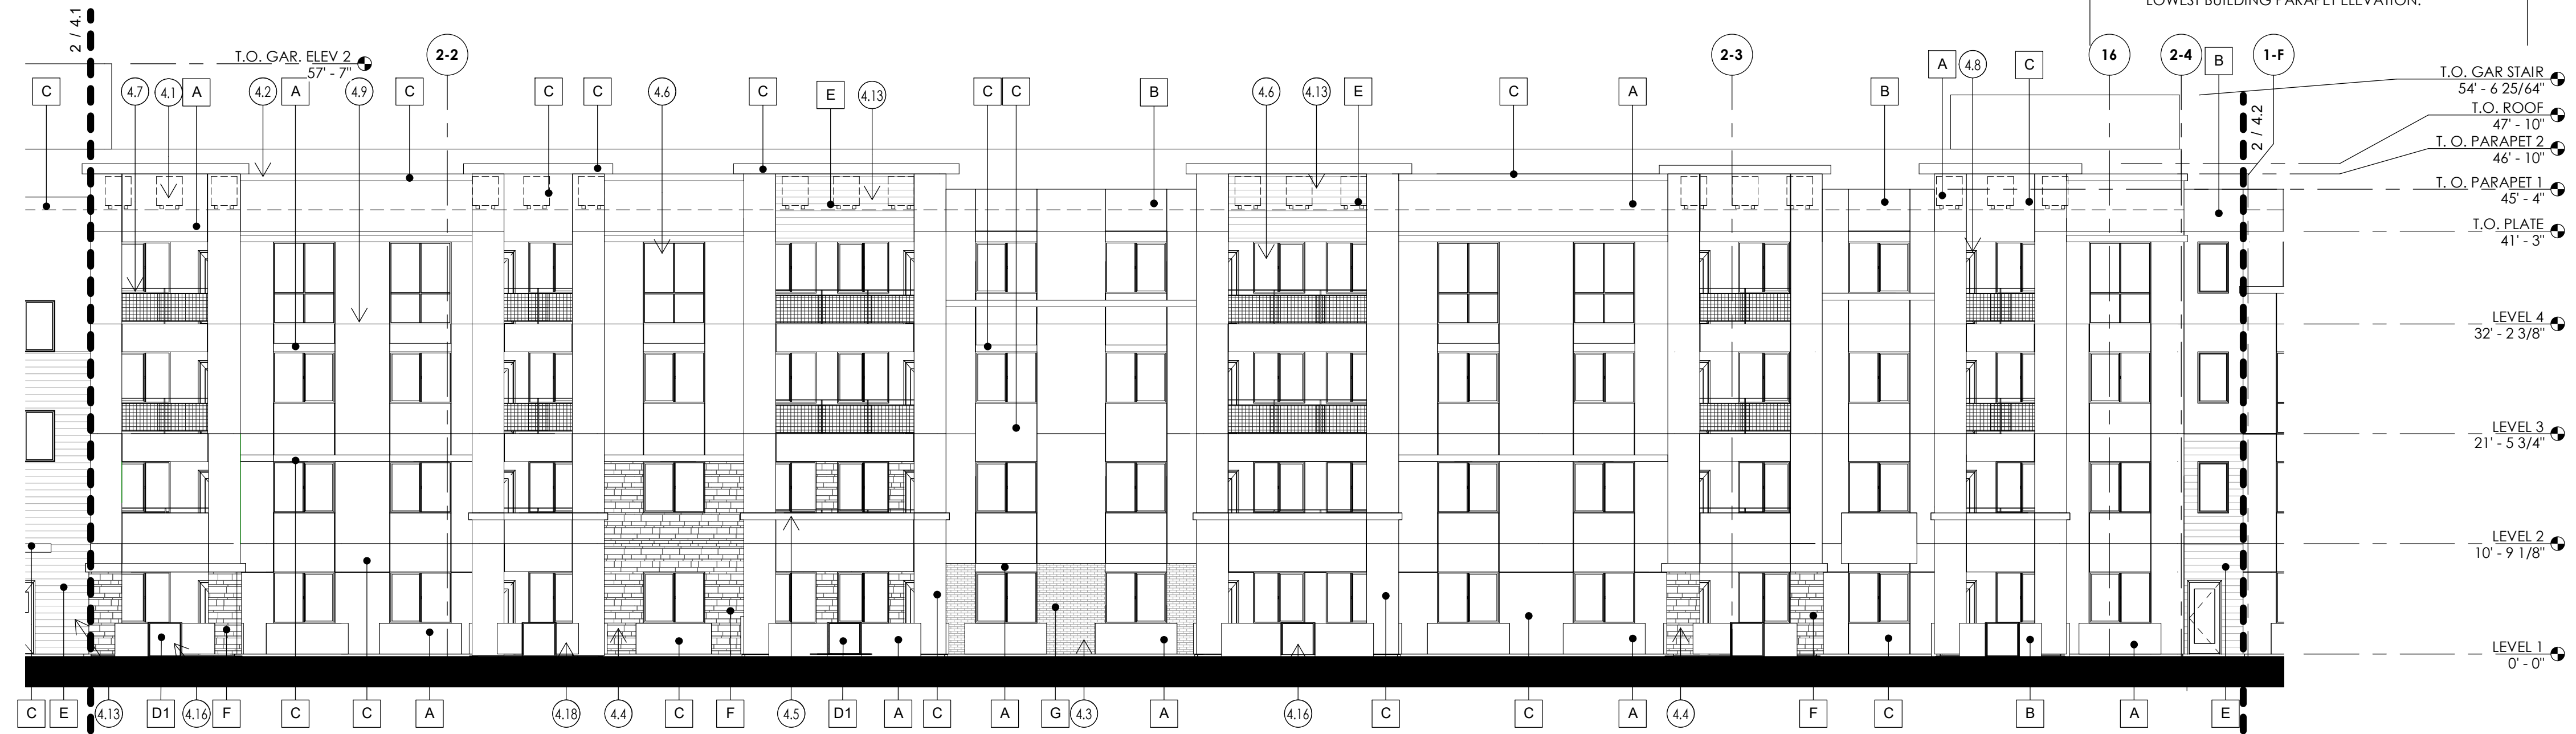 LOWEST BUILDING PARAPET ELEVATION.
2 / 4.1
T.O. GAR. ELEV 2
57' - 7"
2-2
2-3
16
2-4
1-F
C
4.7
4.1
A
4.2
A
4.9
C
C
C
4.6
C
E
4.13
C
C
B
4.6
4.13
E
C
A
B
A
4.8
C
B
2 / 4.2
T.O. GAR STAIR
54' - 6 25/64"
T.O. ROOF
47' - 10"
T. O. PARAPET 2
46' - 10"
T. O. PARAPET 1
45' - 4"
T.O. PLATE
41' - 3"
LEVEL 4
32' - 2 3/8"
LEVEL 3
21' - 5 3/4"
LEVEL 2
10' - 9 1/8"
LEVEL 1
0' - 0"
C
E
4.13
D1
4.16
F
C
C
A
4.18
4.4
C
F
4.5
D1
A
C
A
G
4.3
A
4.16
C
C
A
4.4
F
C
B
A
E